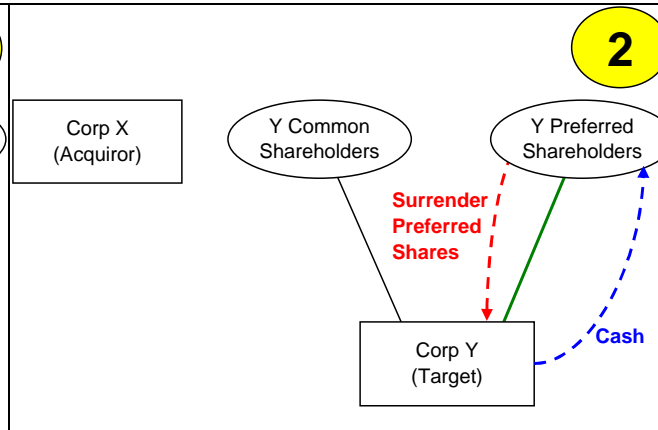 2
Corp X
(Acquiror)
Y Common
Shareholders
Y Preferred
Shareholders
Surrender
Preferred
Shares
Corp Y
(Target)
Cash